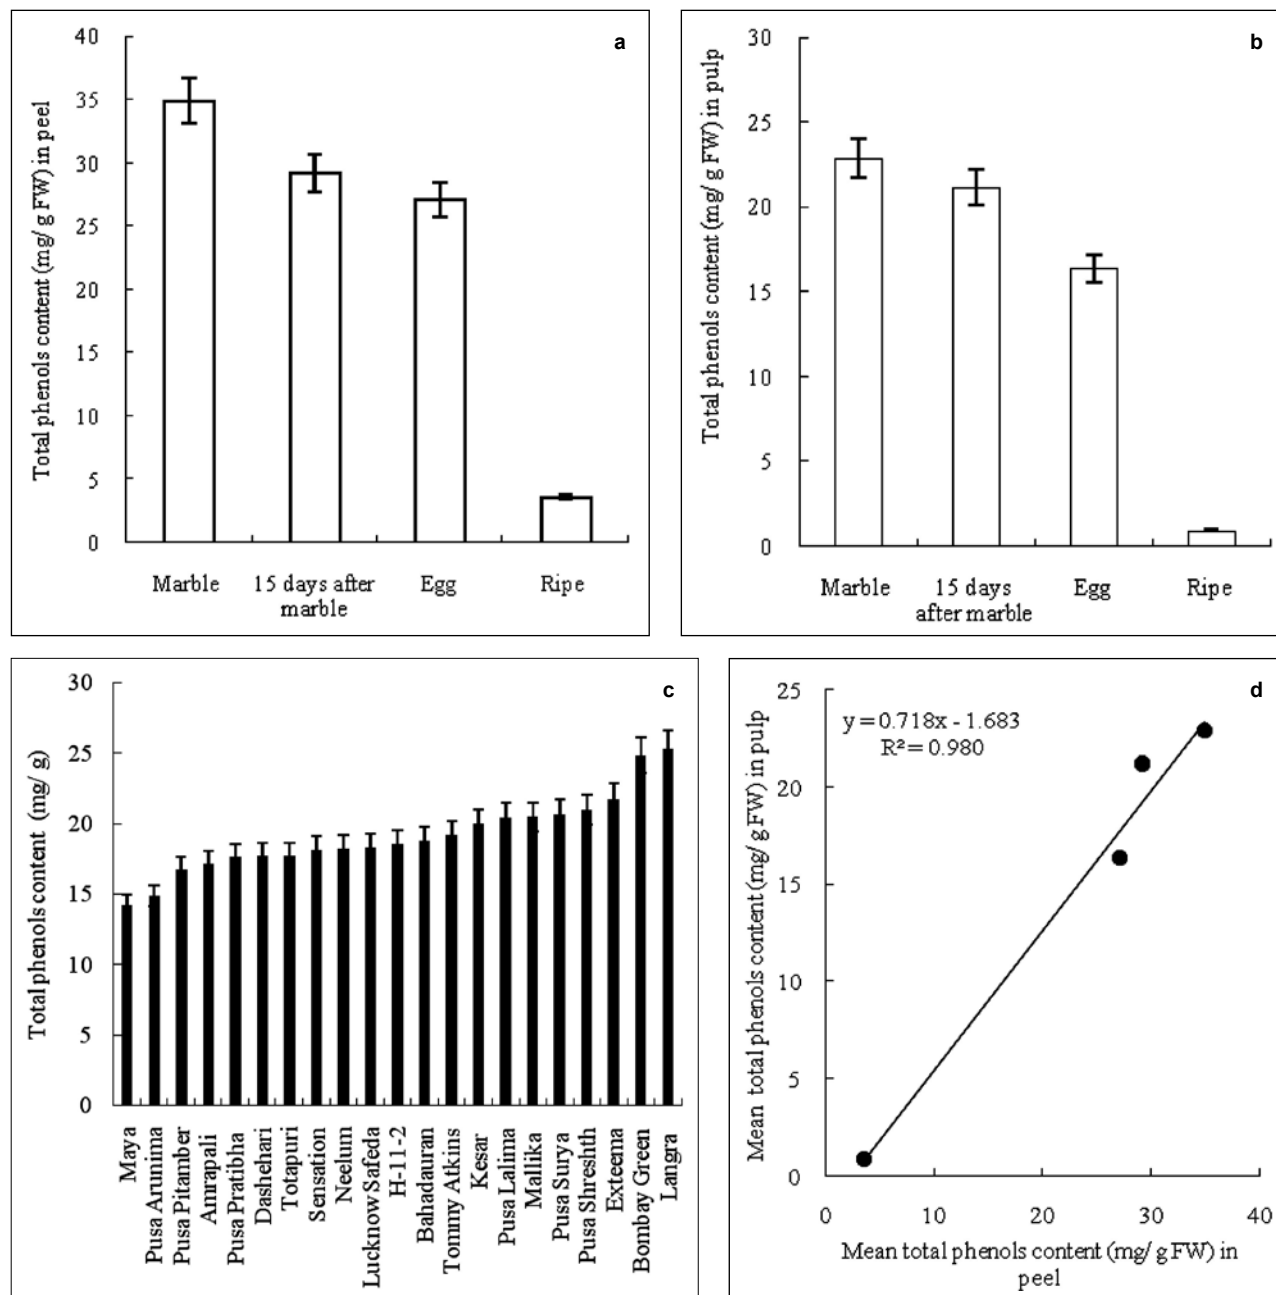 a
Total phenols content (mg/ g FW) in peel
40
35
30
25
20
15
10
5
0
Marble
15 days after
marble
Egg
Ripe
b
Total phenols content (mg/ g FW) in pulp
30
25
20
15
10
5
0
Marble
15 days
after marble
Egg
Ripe
c
Total phenols content (mg/ g)
30
25
20
15
10
5
0
Maya
Pusa Arunima
Pusa Pitamber
Amrapali
Pusa Pratibha
Dashehari
Totapuri
Sensation
Neelum
Lucknow Safeda
H-11-2
Bahadauran
Tommy Atkins
Kesar
Pusa Lalima
Mallika
Pusa Surya
Pusa Shreshth
Exteema
Bombay Green
Langra
d
Mean total phenols content (mg/ g FW) in pulp
25
20
15
10
5
0
y = 0.718x - 1.683
R² = 0.980
0
10
20
30
40
Mean total phenols content (mg/ g FW) in
peel